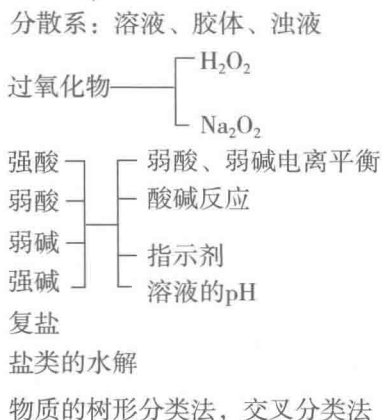 分散系：溶液、胶体、浊液
H₂O₂
过氧化物
Na₂O₂
强酸 弱酸、弱碱电离平衡
弱酸 酸碱反应
弱碱 指示剂
强碱 溶液的pH
复盐
盐类的水解
物质的树形分类法，交叉分类法